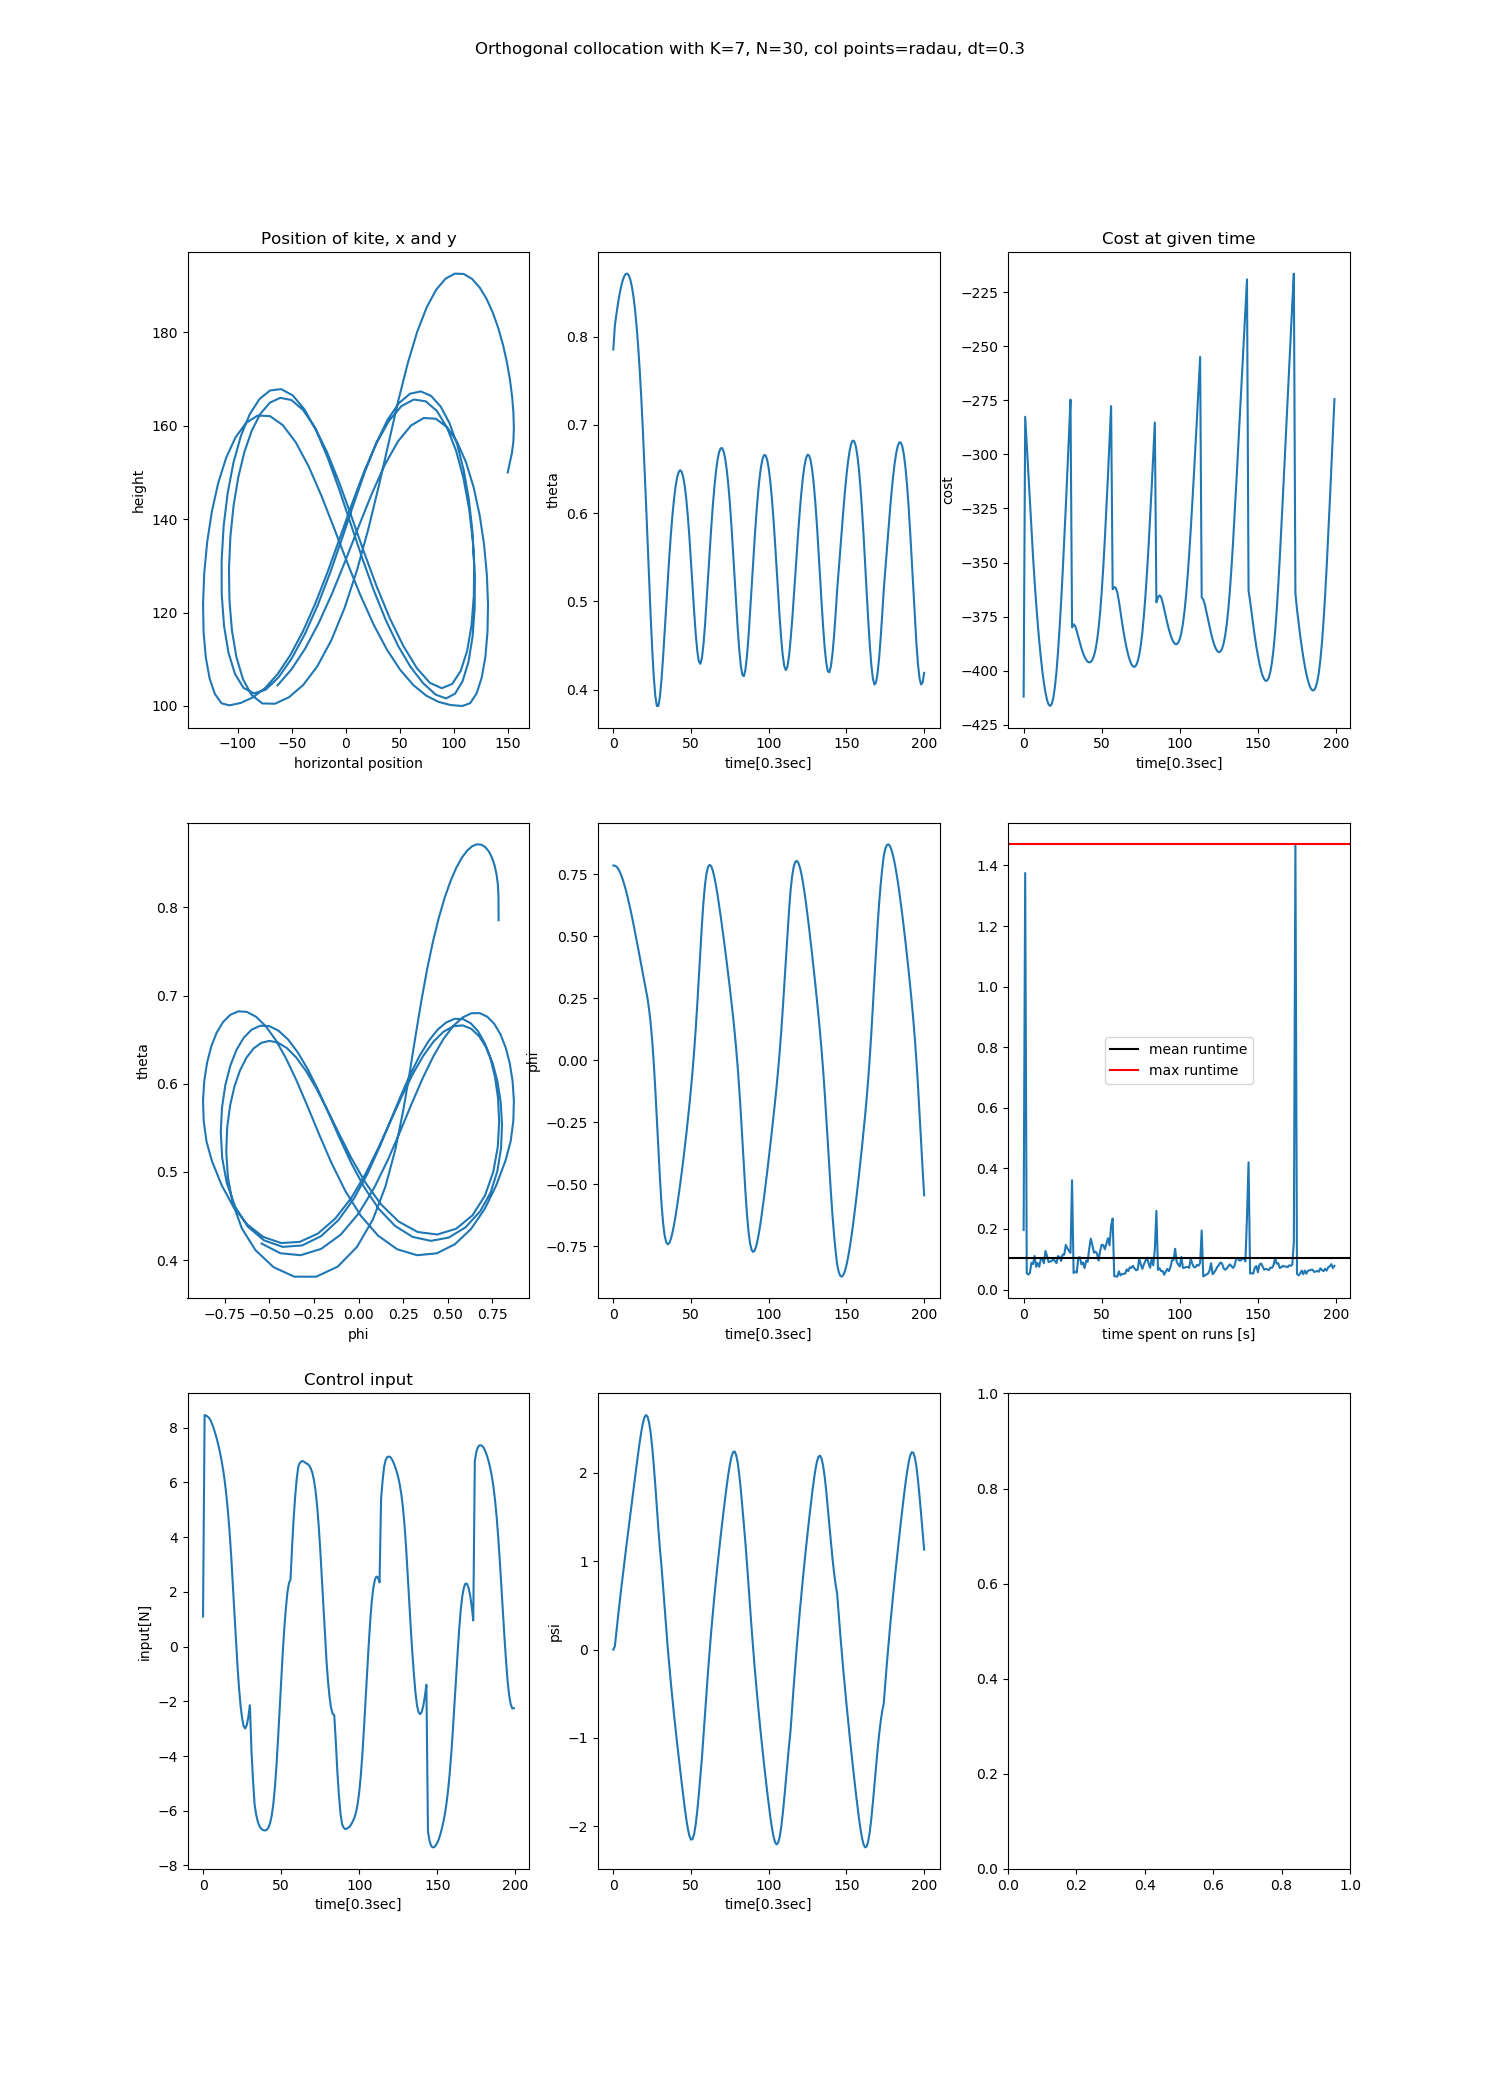 Orthogonal collocation with K=7, N=30, col points=radau, dt=0.3
Position of kite, x and y
180
160
140
120
100
height
−100 −50 0 50 100 150
horizontal position
0.8
0.7
0.6
0.5
0.4
theta
0 50 100 150 200
time[0.3sec]
Cost at given time
−225
−250
−275
−300
−325
−350
−375
−400
−425
cost
0 50 100 150 200
time[0.3sec]
0.8
0.7
0.6
0.5
0.4
theta
−0.75 −0.50 −0.25 0.00 0.25 0.50 0.75
phi
0.75
0.50
0.25
0.00
−0.25
−0.50
−0.75
phi
0 50 100 150 200
time[0.3sec]
1.4
1.2
1.0
0.8
0.6
0.4
0.2
0.0
mean runtime
max runtime
0 50 100 150 200
time spent on runs [s]
Control input
8
6
4
2
0
−2
−4
−6
−8
input[N]
0 50 100 150 200
time[0.3sec]
2
1
0
−1
−2
psi
0 50 100 150 200
time[0.3sec]
1.0
0.8
0.6
0.4
0.2
0.0
0.0 0.2 0.4 0.6 0.8 1.0